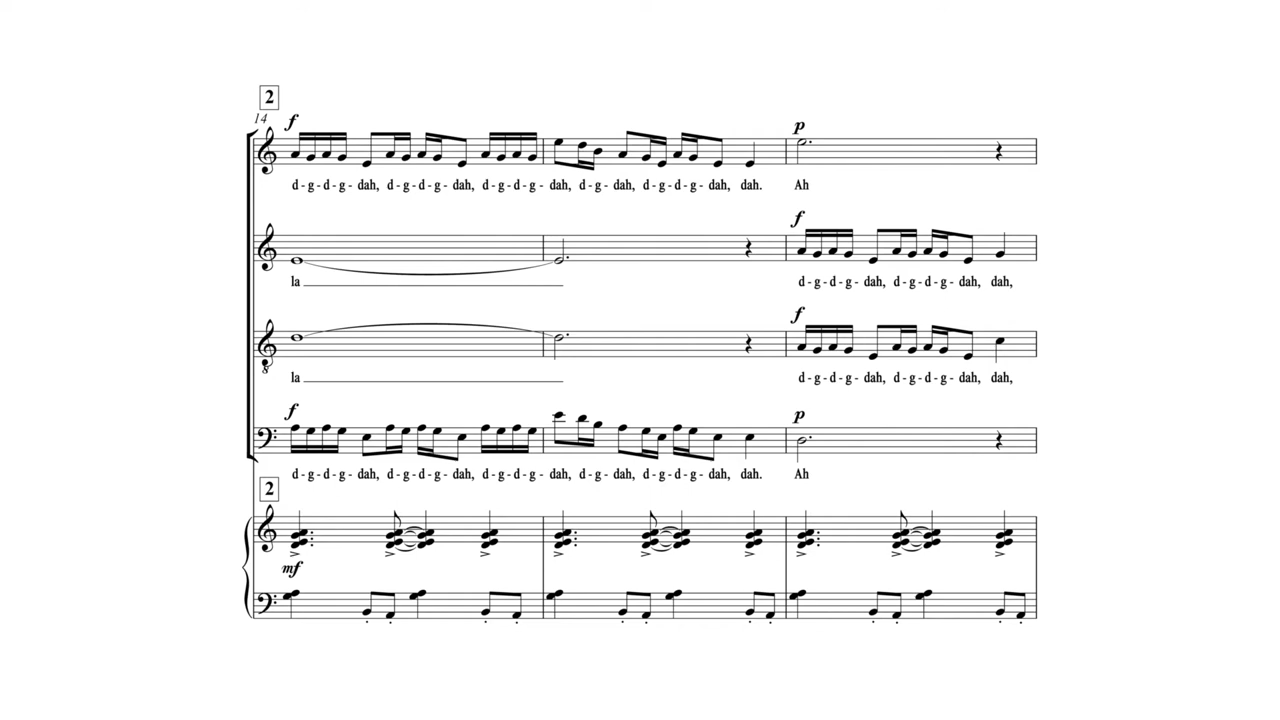 2
14
f p
d - g - d - g - dah, d - g - d - g - dah, d - g - d - g - dah, d - g - dah, d - g - d - g - dah, dah. Ah
f
la d - g - d - g - dah, d - g - d - g - dah, dah,
f
8
la d - g - d - g - dah, d - g - d - g - dah, dah,
f p
d - g - d - g - dah, d - g - d - g - dah, d - g - d - g - dah, d - g - dah, d - g - d - g - dah, dah. Ah
2
mf